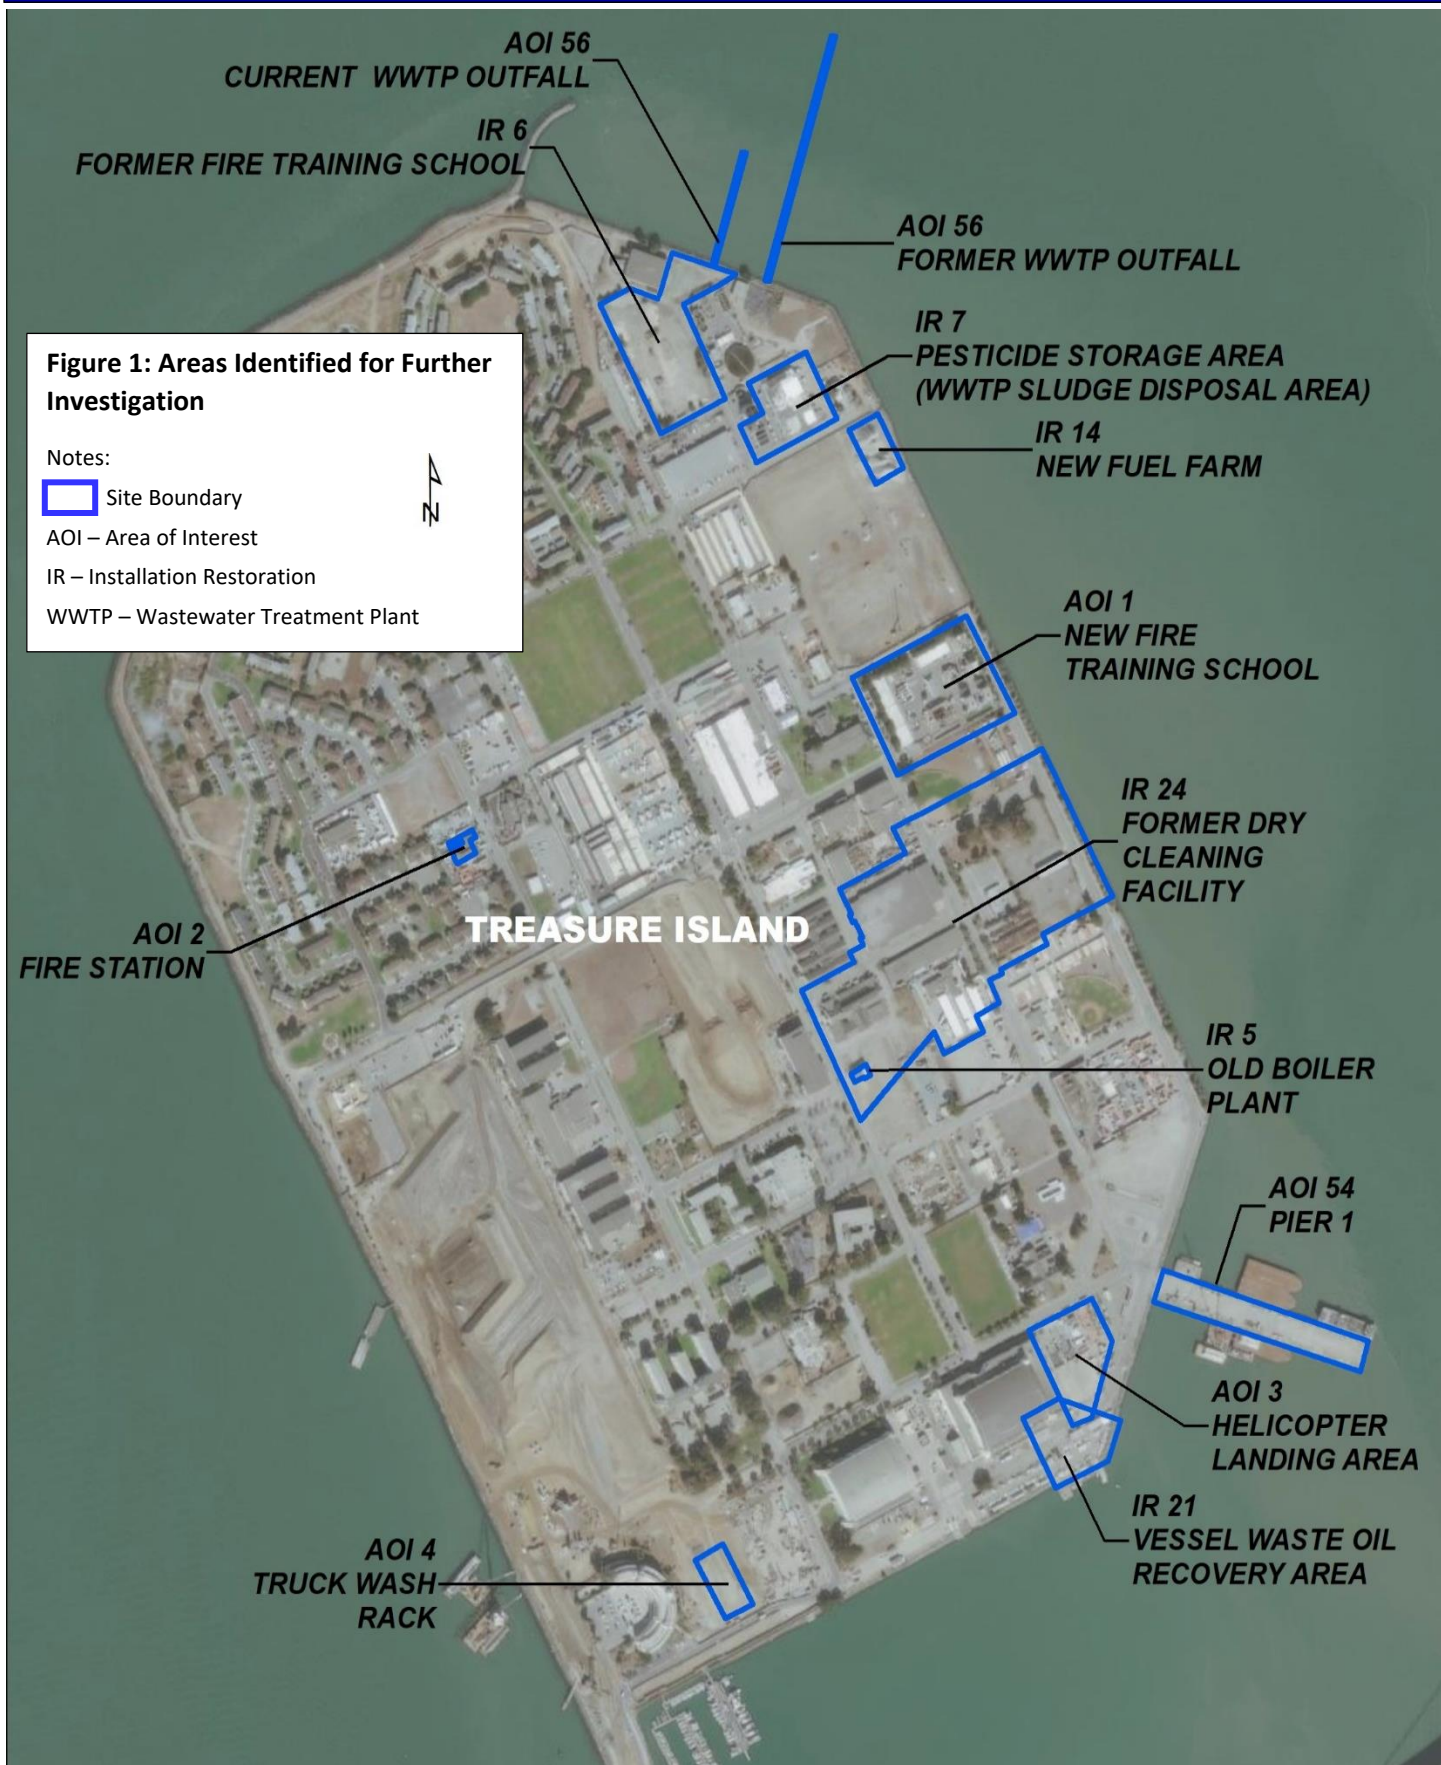 AOI 56
CURRENT WWTP OUTFALL
IR 6
FORMER FIRE TRAINING SCHOOL
AOI 56
FORMER WWTP OUTFALL
IR 7
PESTICIDE STORAGE AREA
(WWTP SLUDGE DISPOSAL AREA)
IR 14
NEW FUEL FARM
Figure 1: Areas Identified for Further
Investigation
Notes:
Site Boundary
AOI – Area of Interest
IR – Installation Restoration
WWTP – Wastewater Treatment Plant
N
AOI 1
NEW FIRE
TRAINING SCHOOL
IR 24
FORMER DRY
CLEANING
FACILITY
AOI 2
FIRE STATION
TREASURE ISLAND
IR 5
OLD BOILER
PLANT
AOI 54
PIER 1
AOI 3
HELICOPTER
LANDING AREA
IR 21
VESSEL WASTE OIL
RECOVERY AREA
AOI 4
TRUCK WASH
RACK